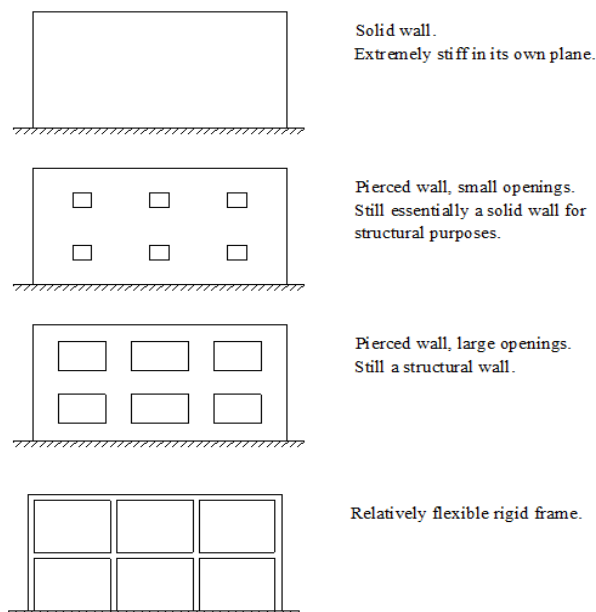 Solid wall.
Extremely stiff in its own plane.
Pierced wall, small openings.
Still essentially a solid wall for
structural purposes.
Pierced wall, large openings.
Still a structural wall.
Relatively flexible rigid frame.